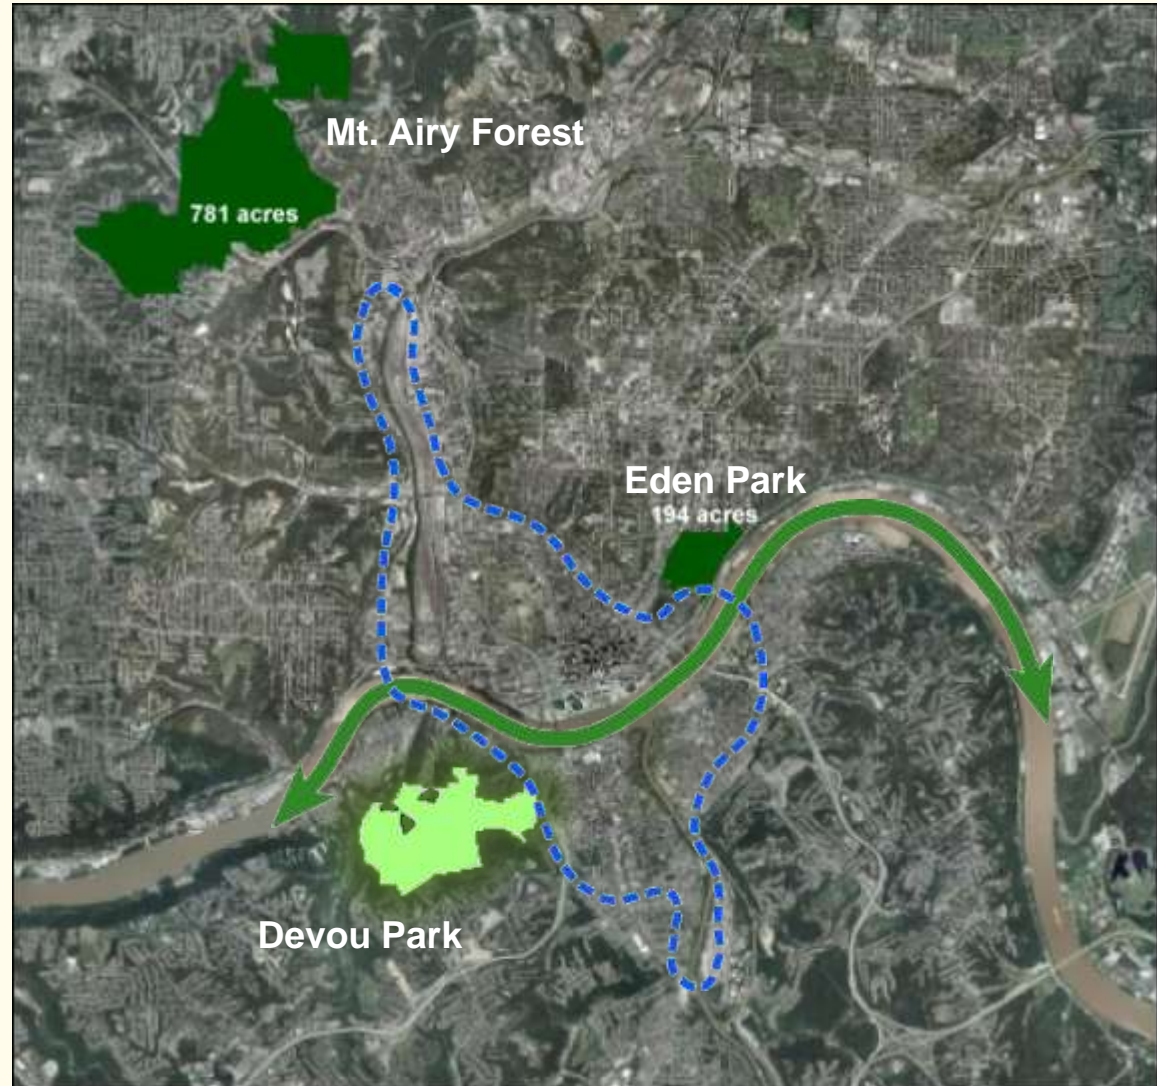 Mt. Airy Forest
781 acres
Eden Park
194 acres
Devou Park